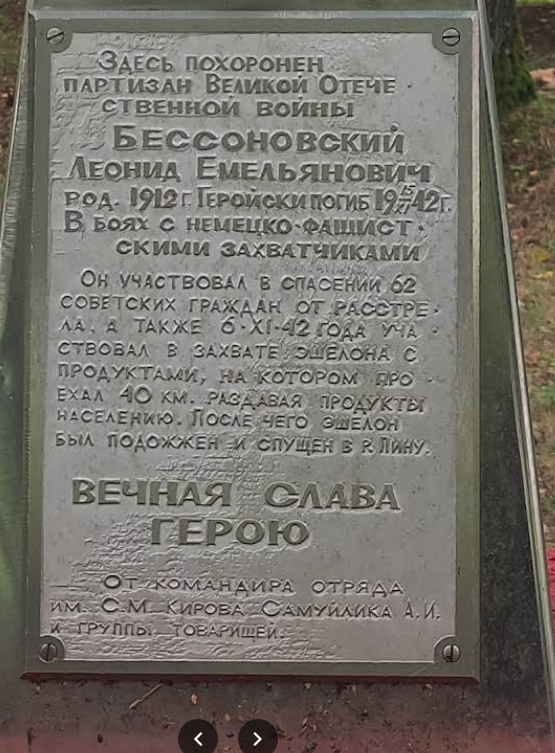 Здесь похоронен
партизан Великой Отече
ственной войны
Бессоновский
Леонид Емельянович
род. 1912 г. Геройски погиб 19 15/XI 42 г.
В боях с немецко-фашист-
скими захватчиками
Он участвовал в спасении 62
советских граждан от расстре-
ла, а также 6·XI·42 года уча-
ствовал в захвате эшелона с
продуктами, на котором про-
ехал 40 км. раздавая продукты
населению. После чего эшелон
был подожжен и спущен в р. Пину.
ВЕЧНАЯ СЛАВА
ГЕРОЮ
От командира отряда
им. С.М. Кирова Самуйлика А.И.
и группы товарищей.